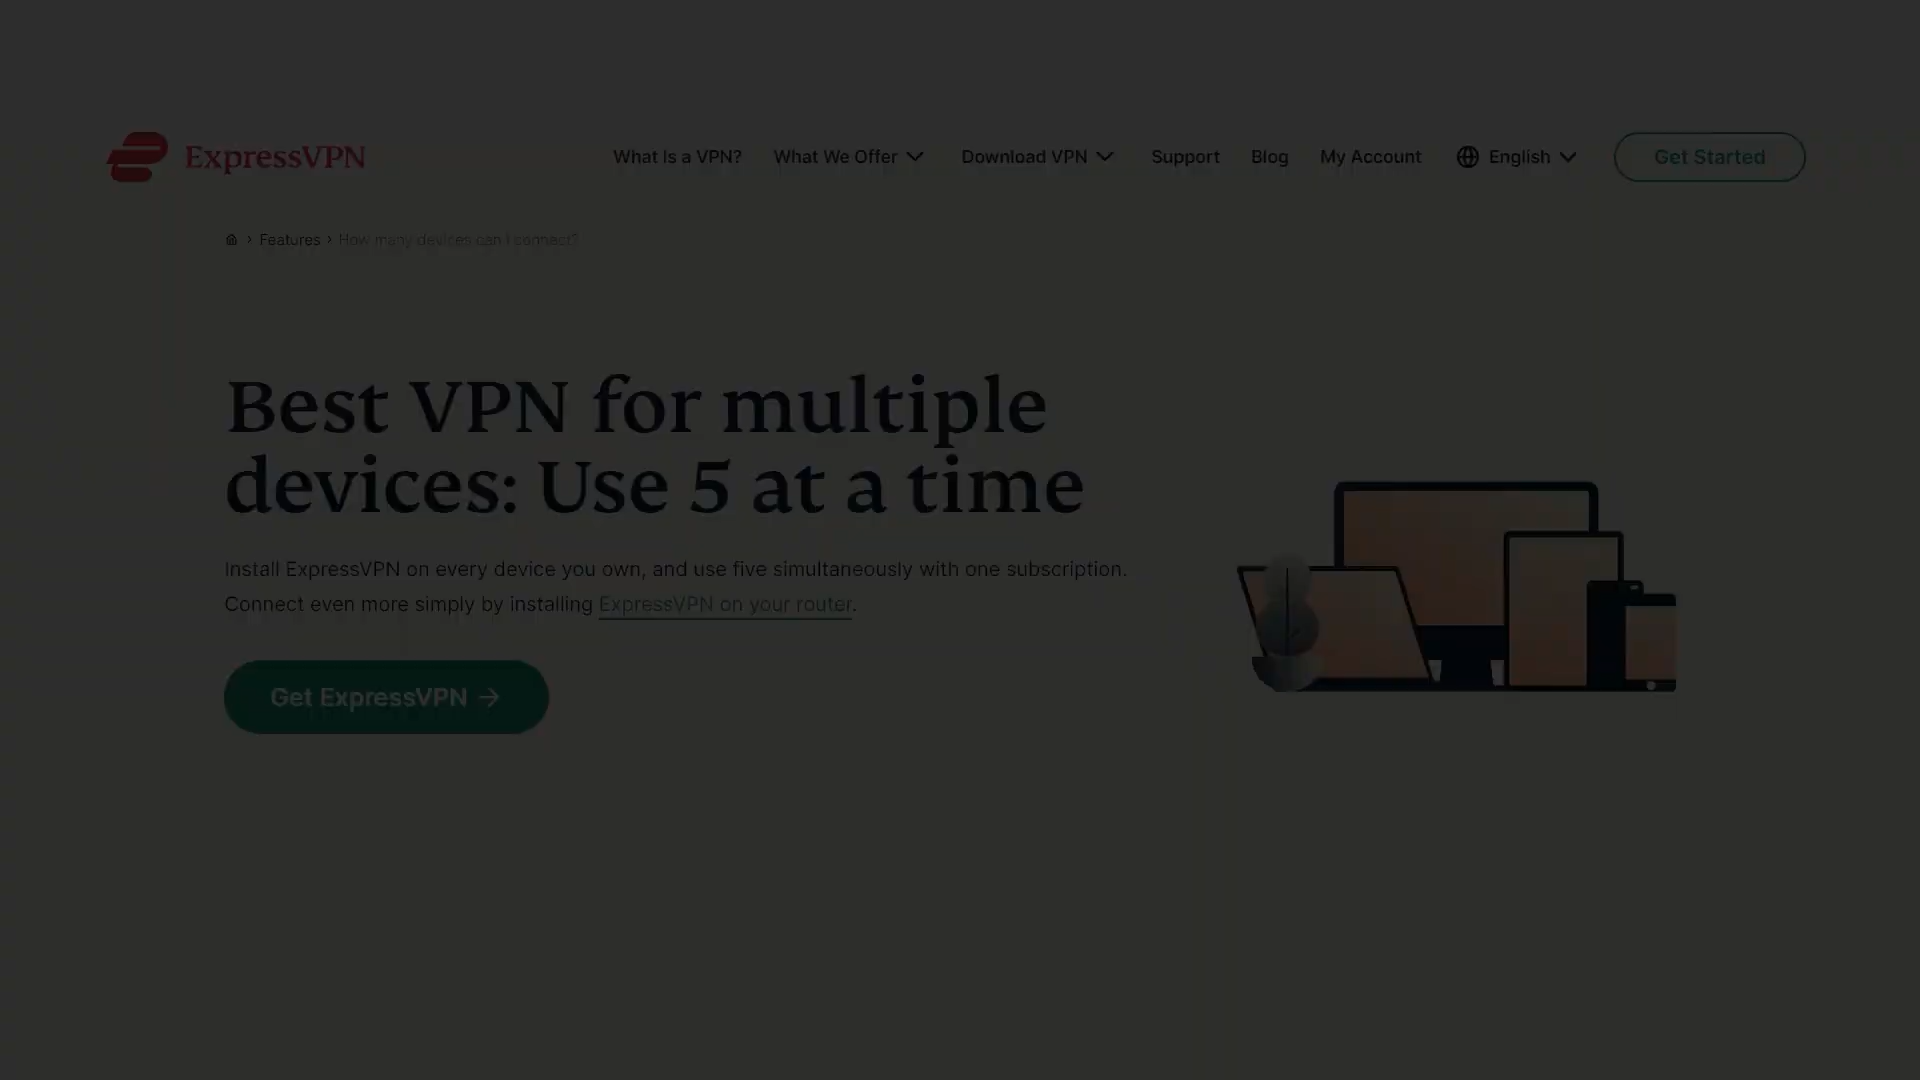 ExpressVPN
What Is a VPN? What We Offer Download VPN Support Blog My Account English Get Started
Features › How many devices can I connect?
Best VPN for multiple
devices: Use 5 at a time
Install ExpressVPN on every device you own, and use five simultaneously with one subscription.
Connect even more simply by installing ExpressVPN on your router.
Get ExpressVPN →